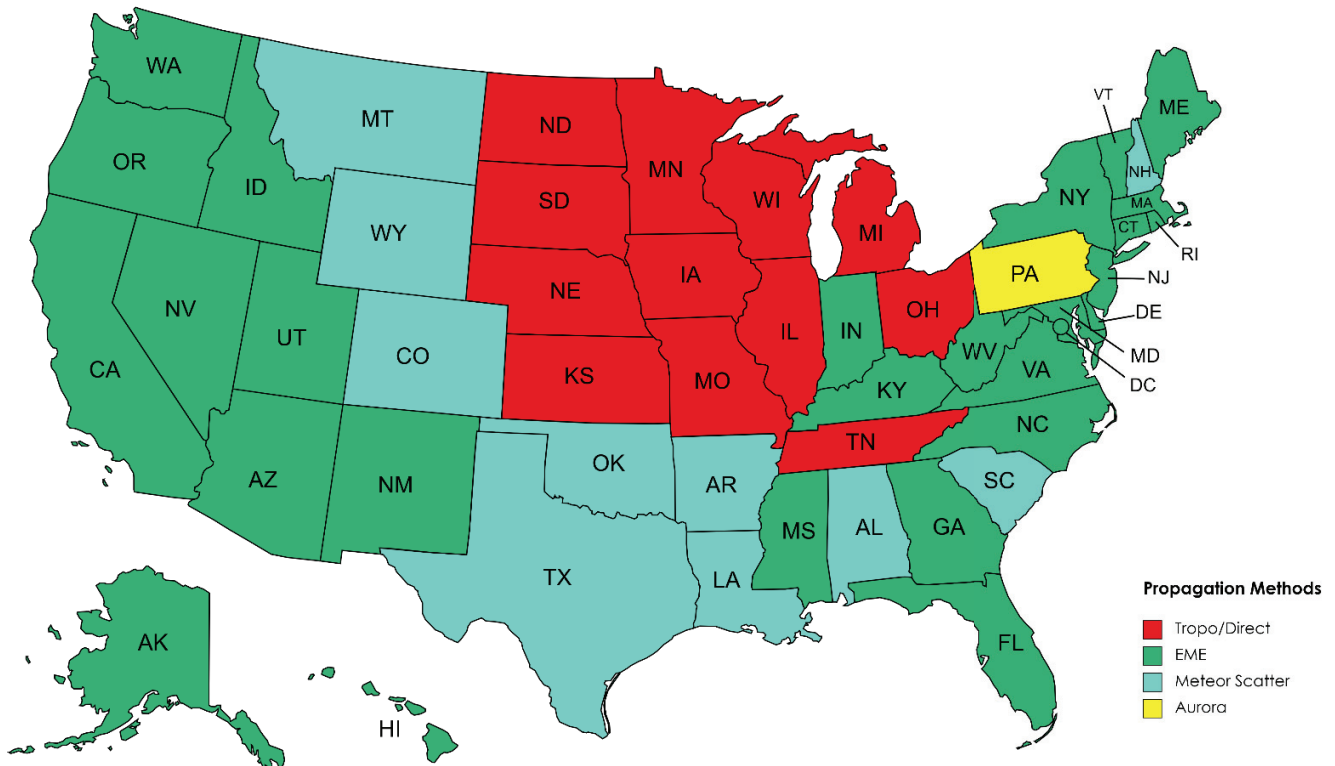 WA
OR
ID
MT
WY
NV
CA
UT
CO
AZ
NM
ND
SD
NE
KS
MN
IA
MO
WI
IL
MI
IN
OH
KY
TN
OK
TX
AR
LA
MS
AL
GA
FL
SC
NC
VA
WV
PA
NY
VT
NH
ME
MA
CT
RI
NJ
DE
MD
DC
AK
HI
Propagation Methods
Tropo/Direct
EME
Meteor Scatter
Aurora